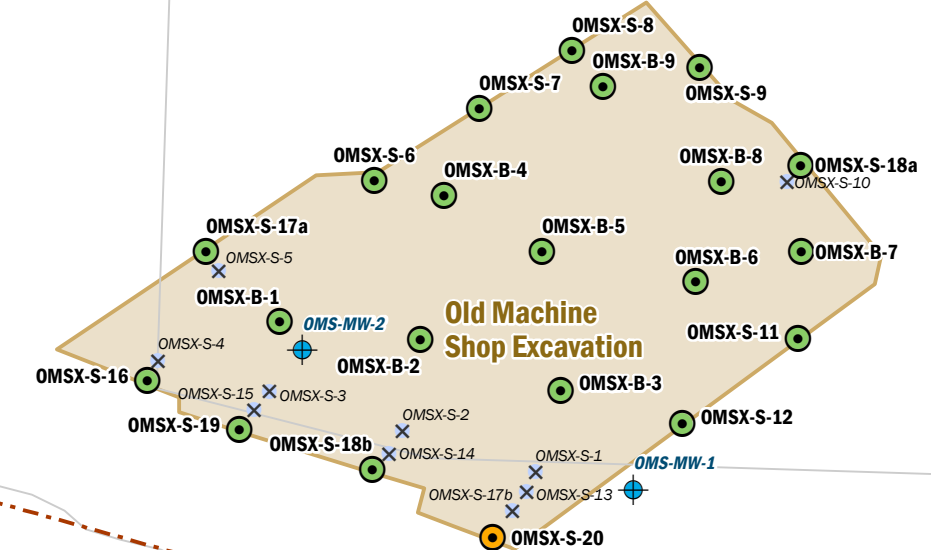 OMSX-S-8
OMSX-B-9
OMSX-S-7
OMSX-S-9
OMSX-S-6
OMSX-B-4
OMSX-B-8
OMSX-S-18a
OMSX-S-10
OMSX-S-17a
OMSX-S-5
OMSX-B-5
OMSX-B-6
OMSX-B-7
OMSX-B-1
OMS-MW-2
Old Machine
Shop Excavation
OMSX-S-11
OMSX-S-4
OMSX-B-2
OMSX-S-16
OMSX-B-3
OMSX-S-15
OMSX-S-3
OMSX-S-2
OMSX-S-12
OMSX-S-19
OMSX-S-18b
OMSX-S-14
OMSX-S-1
OMS-MW-1
OMSX-S-17b
OMSX-S-13
OMSX-S-20